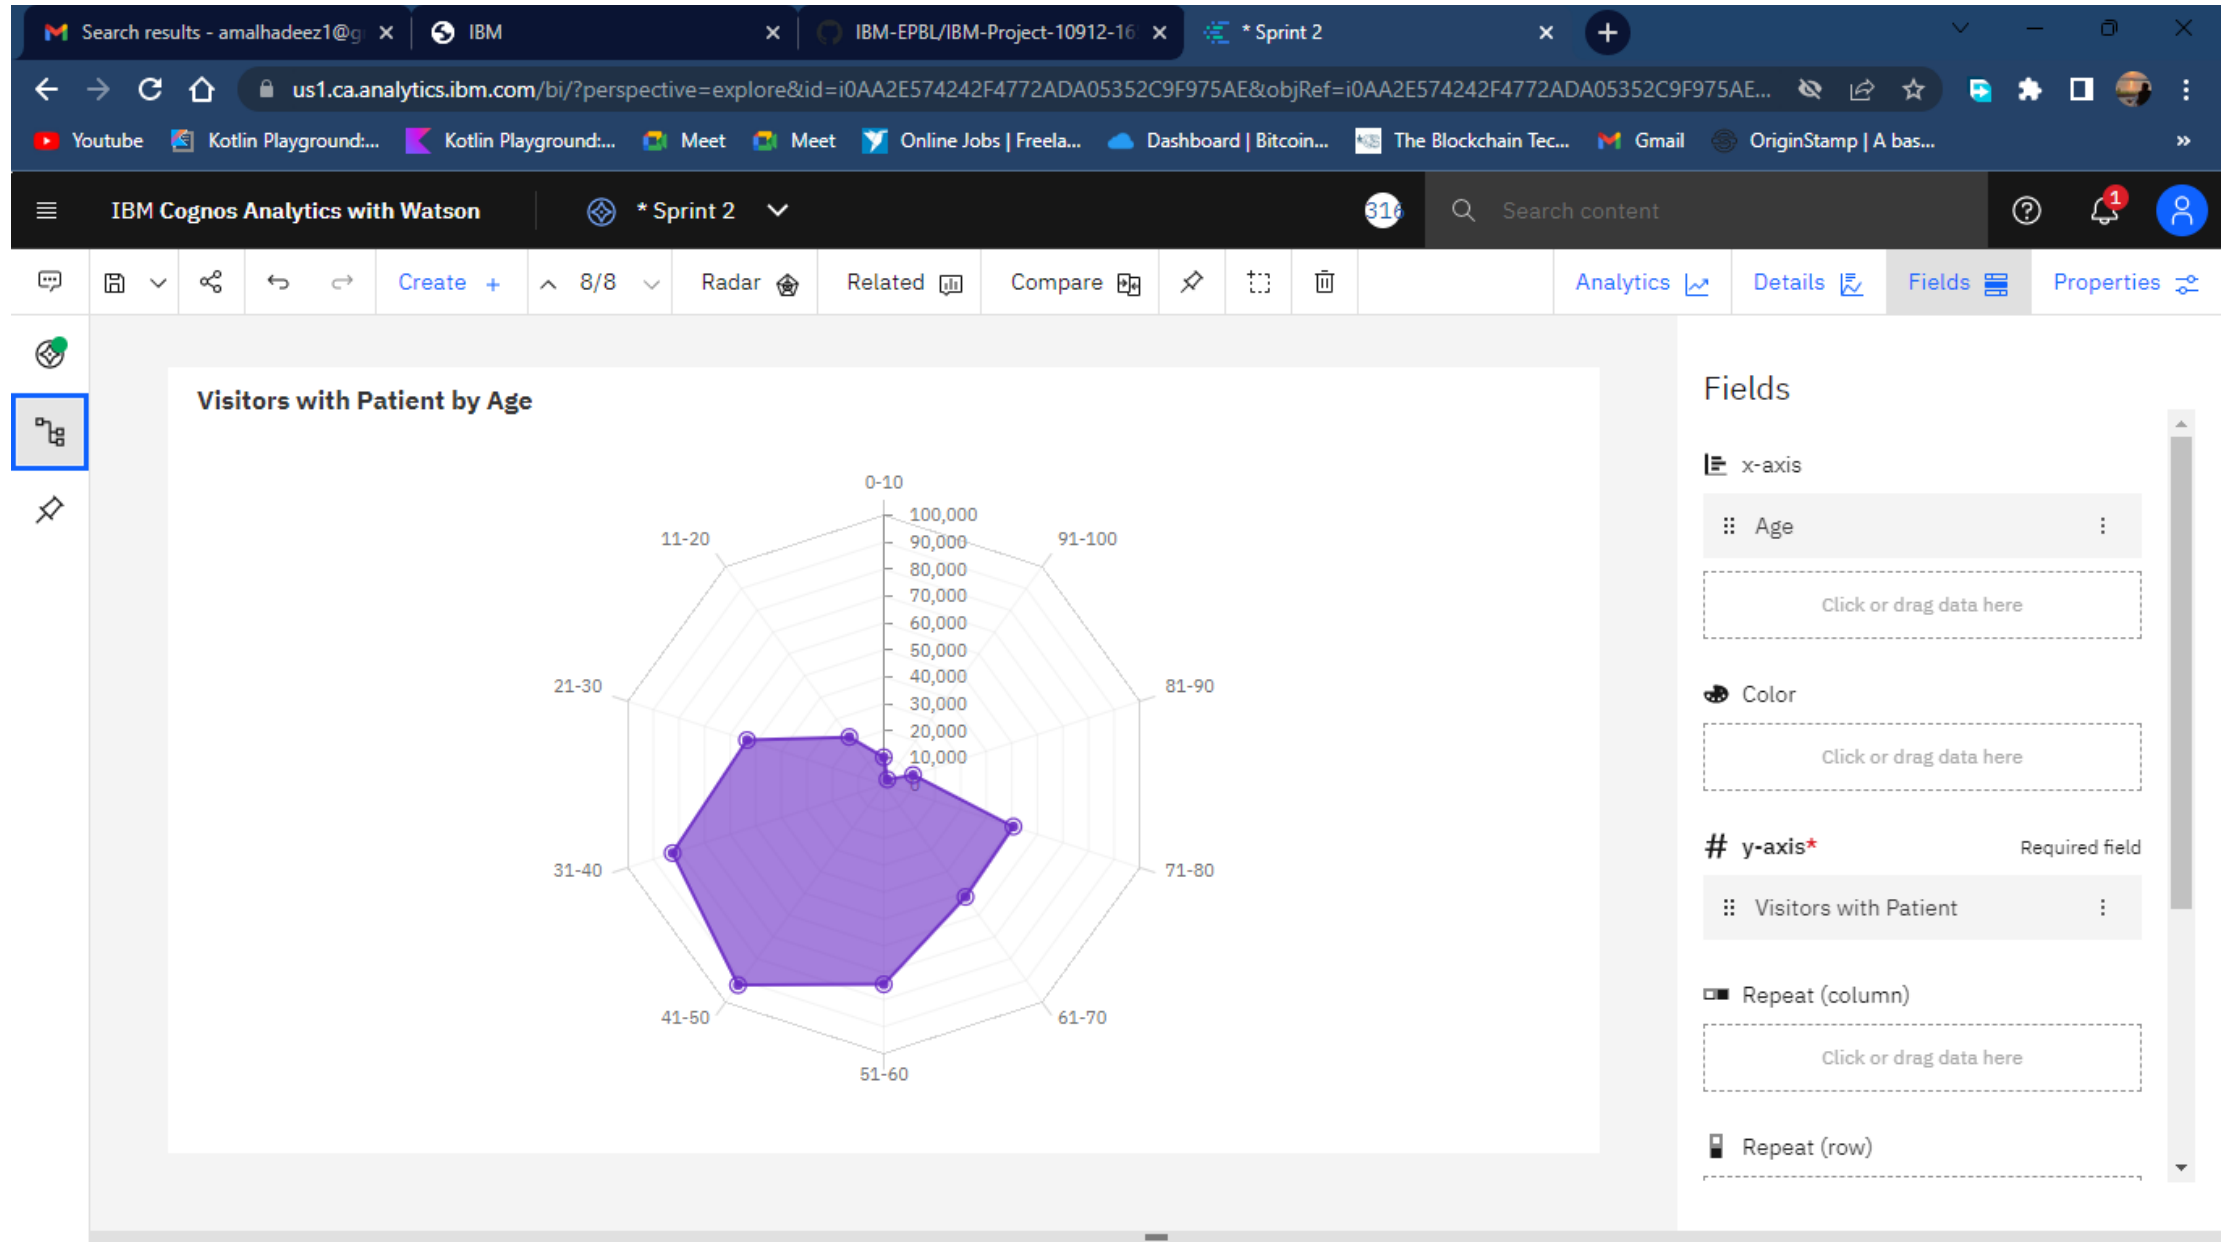 Search results - amalhadeez1@g
IBM
IBM-EPBL/IBM-Project-10912-16
* Sprint 2
us1.ca.analytics.ibm.com/bi/?perspective=explore&id=i0AA2E574242F4772ADA05352C9F975AE&objRef=i0AA2E574242F4772ADA05352C9F975AE...
Youtube
Kotlin Playground:...
Kotlin Playground:...
Meet
Meet
Online Jobs | Freela...
Dashboard | Bitcoin...
The Blockchain Tec...
Gmail
OriginStamp | A bas...
»
IBM Cognos Analytics with Watson
* Sprint 2
316
Search content
1
Create +
8/8
Radar
Related
Compare
Analytics
Details
Fields
Properties
Visitors with Patient by Age
0-10
100,000
11-20
90,000
91-100
80,000
70,000
60,000
50,000
40,000
21-30
81-90
30,000
20,000
10,000
0
31-40
71-80
41-50
61-70
51-60
Fields
x-axis
Age
Click or drag data here
Color
Click or drag data here
# y-axis*
Required field
Visitors with Patient
Repeat (column)
Click or drag data here
Repeat (row)